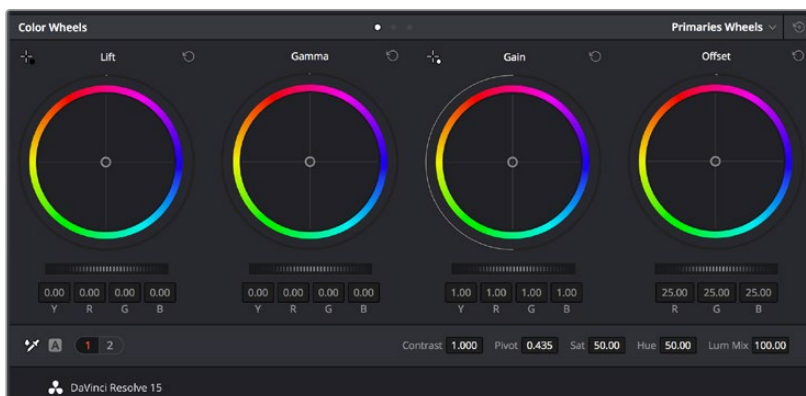 Color Wheels Primaries Wheels
Lift Gamma Gain Offset
0.00 0.00 0.00 0.00 0.00 0.00 0.00 0.00 1.00 1.00 1.00 1.00 25.00 25.00 25.00
Y R G B Y R G B Y R G B R G B
A 1 2 Contrast 1.000 Pivot 0.435 Sat 50.00 Hue 50.00 Lum Mix 100.00
DaVinci Resolve 15